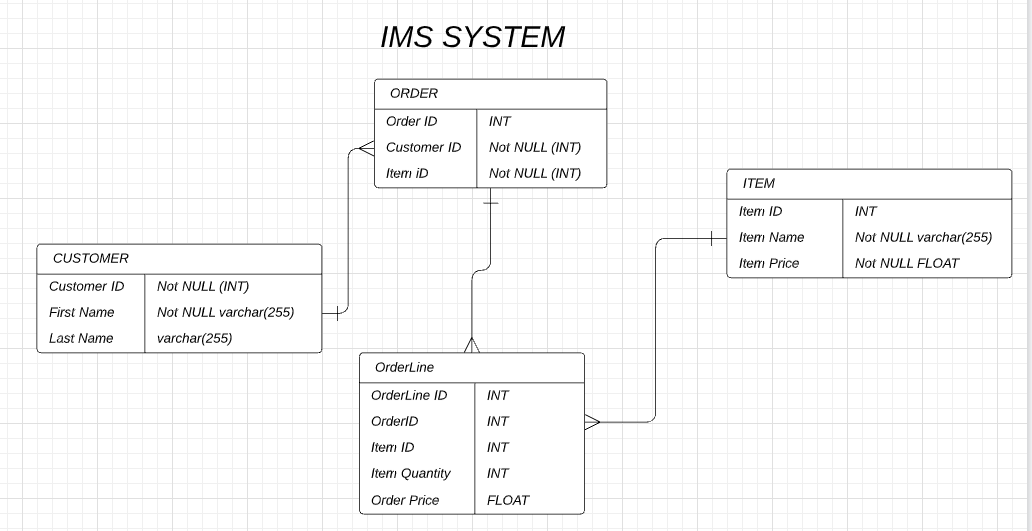 IMS SYSTEM
ORDER
Order ID INT
Customer ID Not NULL (INT)
Item iD Not NULL (INT)
ITEM
Item ID INT
Item Name Not NULL varchar(255)
Item Price Not NULL FLOAT
CUSTOMER
Customer ID Not NULL (INT)
First Name Not NULL varchar(255)
Last Name varchar(255)
OrderLine
OrderLine ID INT
OrderID INT
Item ID INT
Item Quantity INT
Order Price FLOAT